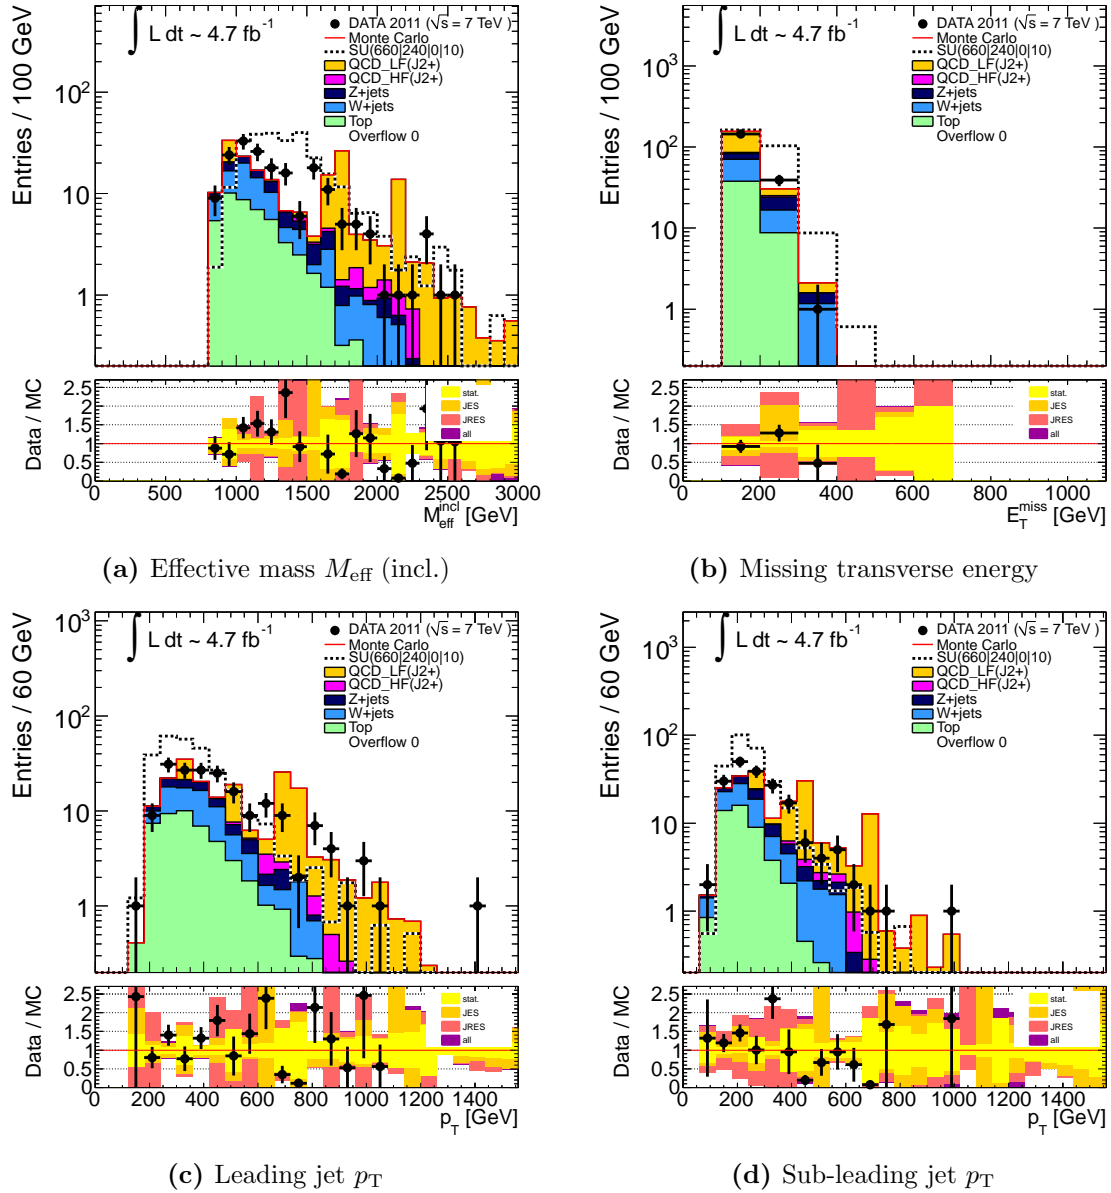 ∫ L dt ~ 4.7 fb⁻¹
DATA 2011 (√s = 7 TeV )
Monte Carlo
SU(660|240|0|10)
QCD_LF(J2+)
QCD_HF(J2+)
Z+jets
W+jets
Top
Overflow 0
Entries / 100 GeV
10²
10
1
Data / MC
2.5
2
1.5
1
0.5
0
stat.
JES
JRES
all
0 500 1000 1500 2000 2500 3000
M_eff^incl [GeV]
(a) Effective mass M_eff (incl.)
∫ L dt ~ 4.7 fb⁻¹
DATA 2011 (√s = 7 TeV )
Monte Carlo
SU(660|240|0|10)
QCD_LF(J2+)
QCD_HF(J2+)
Z+jets
W+jets
Top
Overflow 0
Entries / 100 GeV
10³
10²
10
1
Data / MC
2.5
2
1.5
1
0.5
0
stat.
JES
JRES
all
0 200 400 600 800 1000
E_T^miss [GeV]
(b) Missing transverse energy
∫ L dt ~ 4.7 fb⁻¹
DATA 2011 (√s = 7 TeV )
Monte Carlo
SU(660|240|0|10)
QCD_LF(J2+)
QCD_HF(J2+)
Z+jets
W+jets
Top
Overflow 0
Entries / 60 GeV
10³
10²
10
1
Data / MC
2.5
2
1.5
1
0.5
0
stat.
JES
JRES
all
0 200 400 600 800 1000 1200 1400
p_T [GeV]
(c) Leading jet p_T
∫ L dt ~ 4.7 fb⁻¹
DATA 2011 (√s = 7 TeV )
Monte Carlo
SU(660|240|0|10)
QCD_LF(J2+)
QCD_HF(J2+)
Z+jets
W+jets
Top
Overflow 0
Entries / 60 GeV
10³
10²
10
1
Data / MC
2.5
2
1.5
1
0.5
0
stat.
JES
JRES
all
0 200 400 600 800 1000 1200 1400
p_T [GeV]
(d) Sub-leading jet p_T